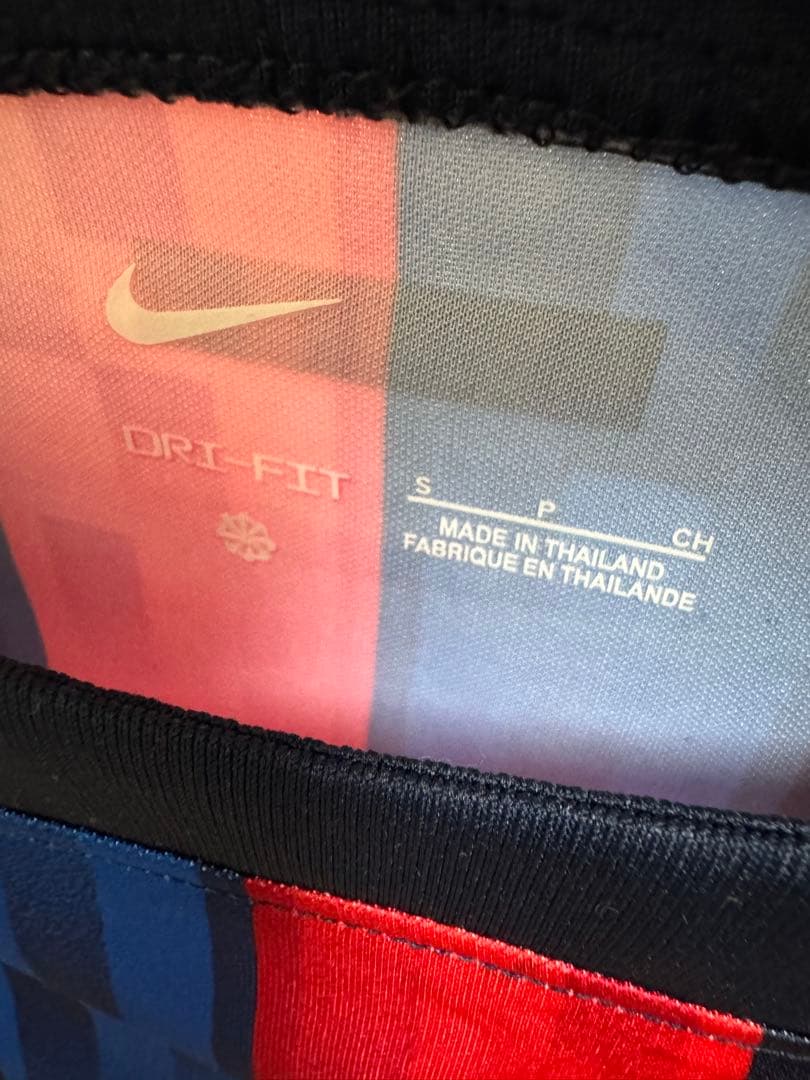 DRI-FIT
S P CH
MADE IN THAILAND
FABRIQUE EN THAILANDE